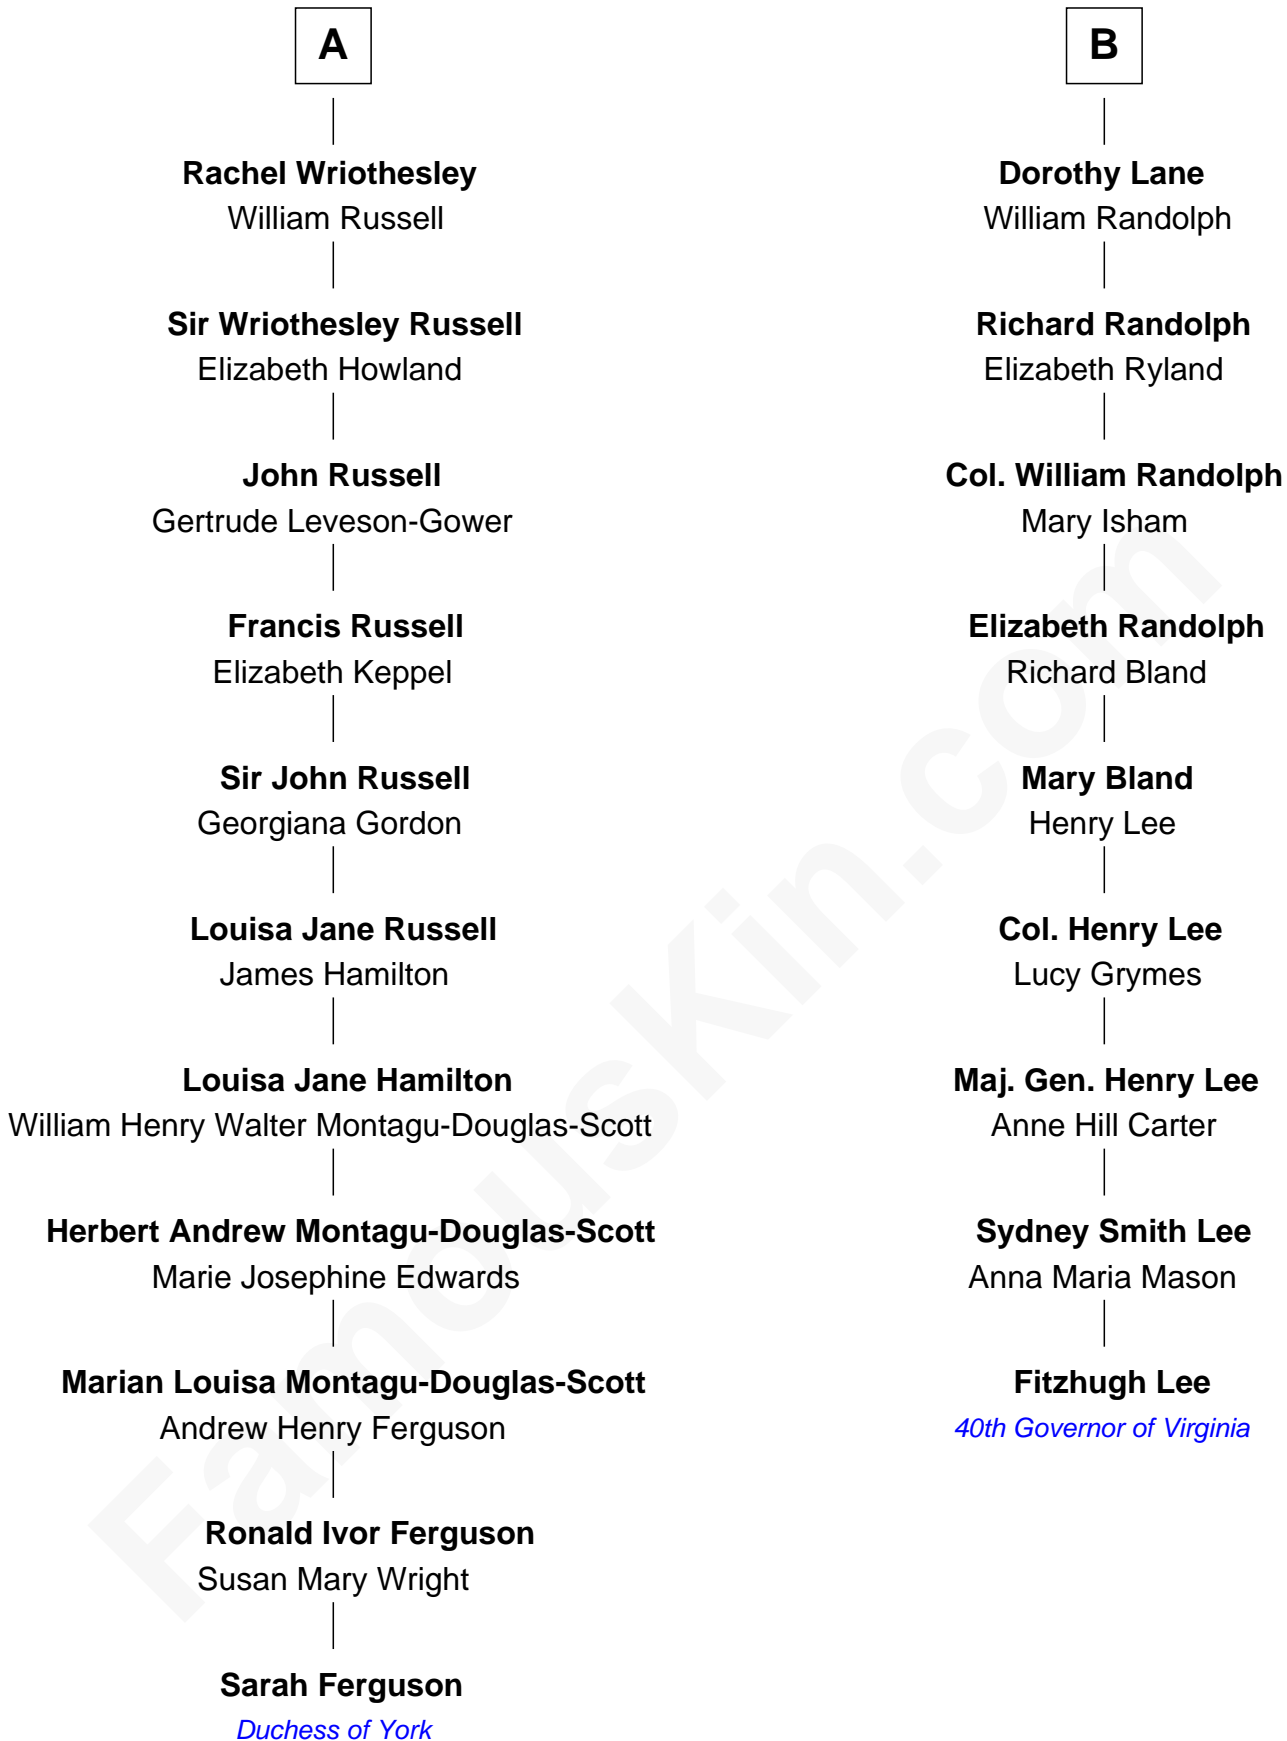 A
Rachel Wriothesley
William Russell
Sir Wriothesley Russell
Elizabeth Howland
John Russell
Gertrude Leveson-Gower
Francis Russell
Elizabeth Keppel
Sir John Russell
Georgiana Gordon
Louisa Jane Russell
James Hamilton
Louisa Jane Hamilton
William Henry Walter Montagu-Douglas-Scott
Herbert Andrew Montagu-Douglas-Scott
Marie Josephine Edwards
Marian Louisa Montagu-Douglas-Scott
Andrew Henry Ferguson
Ronald Ivor Ferguson
Susan Mary Wright
Sarah Ferguson
Duchess of York
B
Dorothy Lane
William Randolph
Richard Randolph
Elizabeth Ryland
Col. William Randolph
Mary Isham
Elizabeth Randolph
Richard Bland
Mary Bland
Henry Lee
Col. Henry Lee
Lucy Grymes
Maj. Gen. Henry Lee
Anne Hill Carter
Sydney Smith Lee
Anna Maria Mason
Fitzhugh Lee
40th Governor of Virginia
FamousKin.com